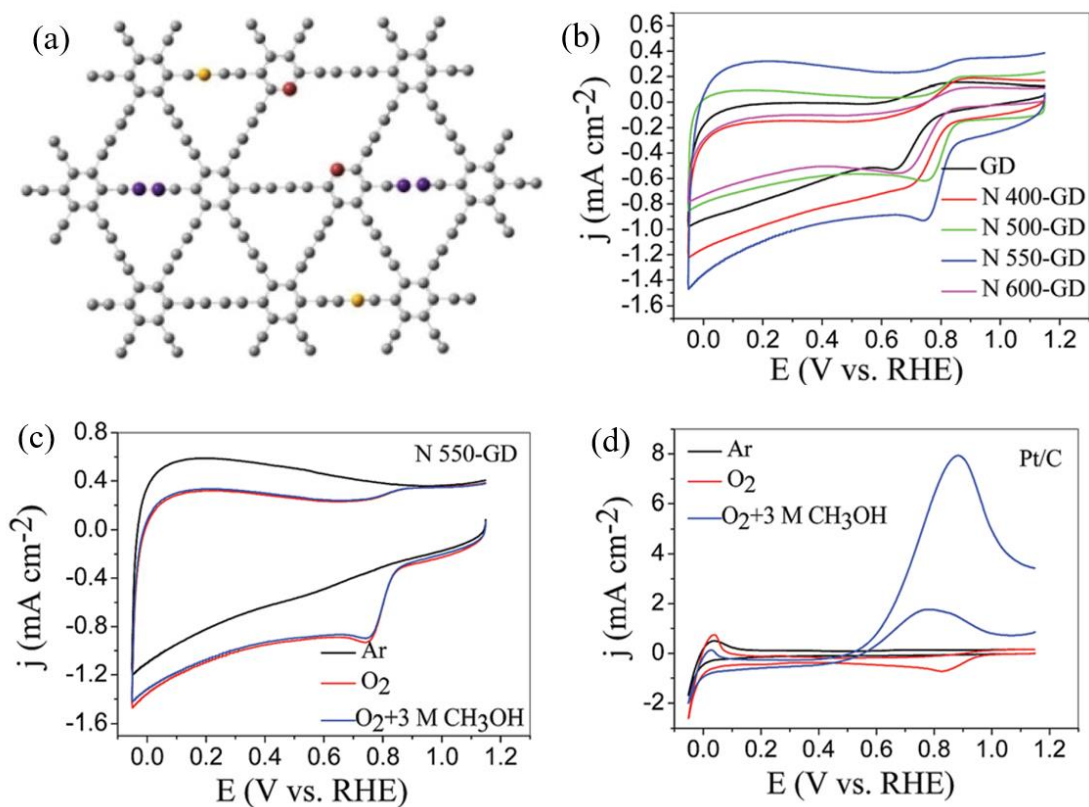 (a)
(b)
0.6
0.4
0.2
0.0
-0.2
-0.4
-0.6
-0.8
-1.0
-1.2
-1.4
-1.6
j (mA cm-2)
GD
N 400-GD
N 500-GD
N 550-GD
N 600-GD
0.0 0.2 0.4 0.6 0.8 1.0 1.2
E (V vs. RHE)
(c)
N 550-GD
0.8
0.4
0.0
-0.4
-0.8
-1.2
-1.6
j (mA cm-2)
Ar
O2
O2+3 M CH3OH
0.0 0.2 0.4 0.6 0.8 1.0 1.2
E (V vs. RHE)
(d)
Pt/C
Ar
O2
O2+3 M CH3OH
8
6
4
2
0
-2
j (mA cm-2)
0.0 0.2 0.4 0.6 0.8 1.0 1.2
E (V vs. RHE)